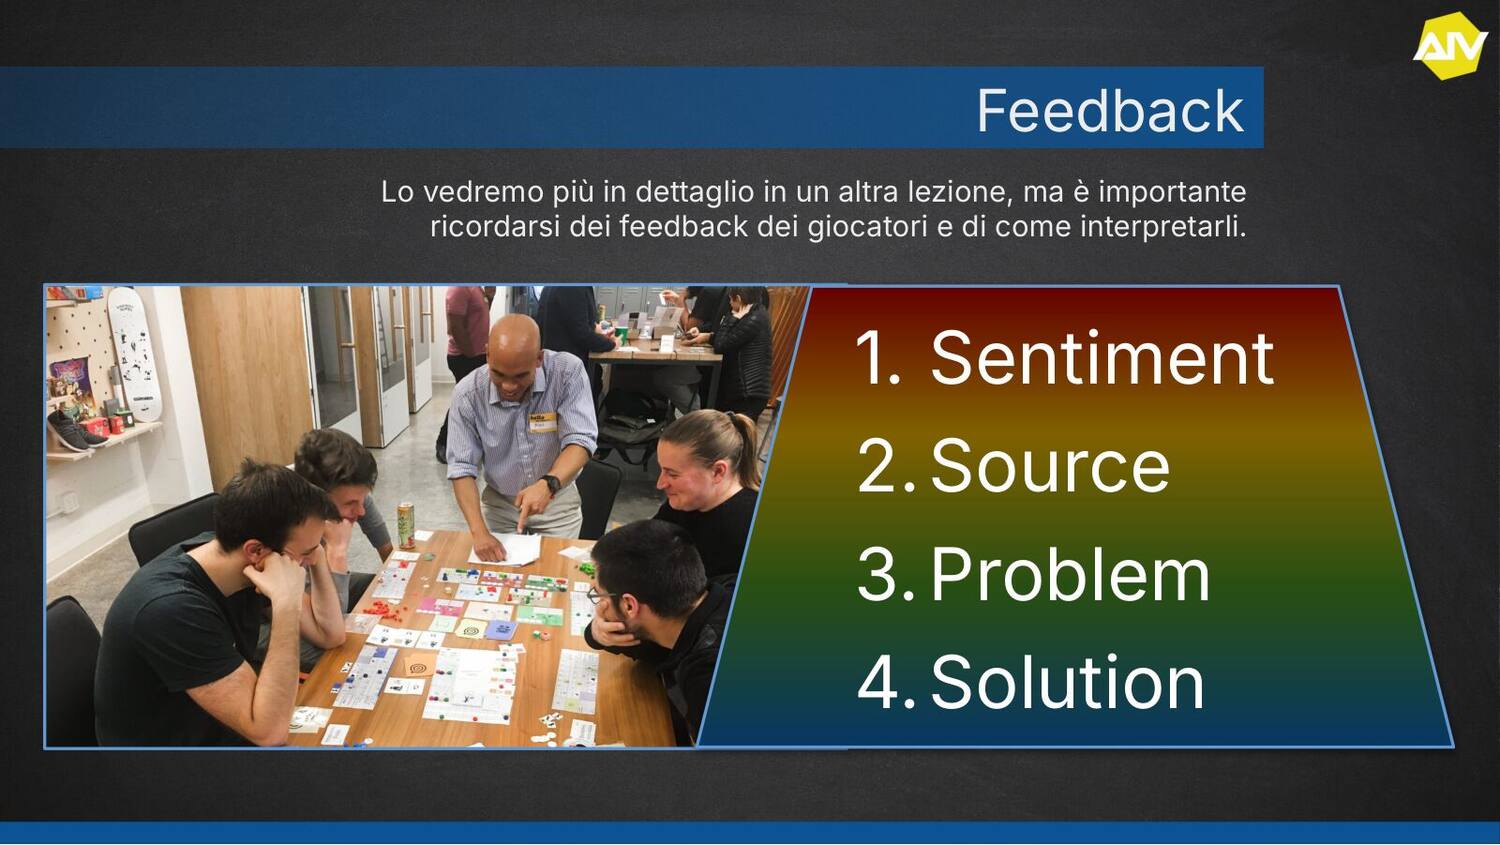 AIV
Feedback
Lo vedremo più in dettaglio in un altra lezione, ma è importante
ricordarsi dei feedback dei giocatori e di come interpretarli.
1. Sentiment
2. Source
3. Problem
4. Solution